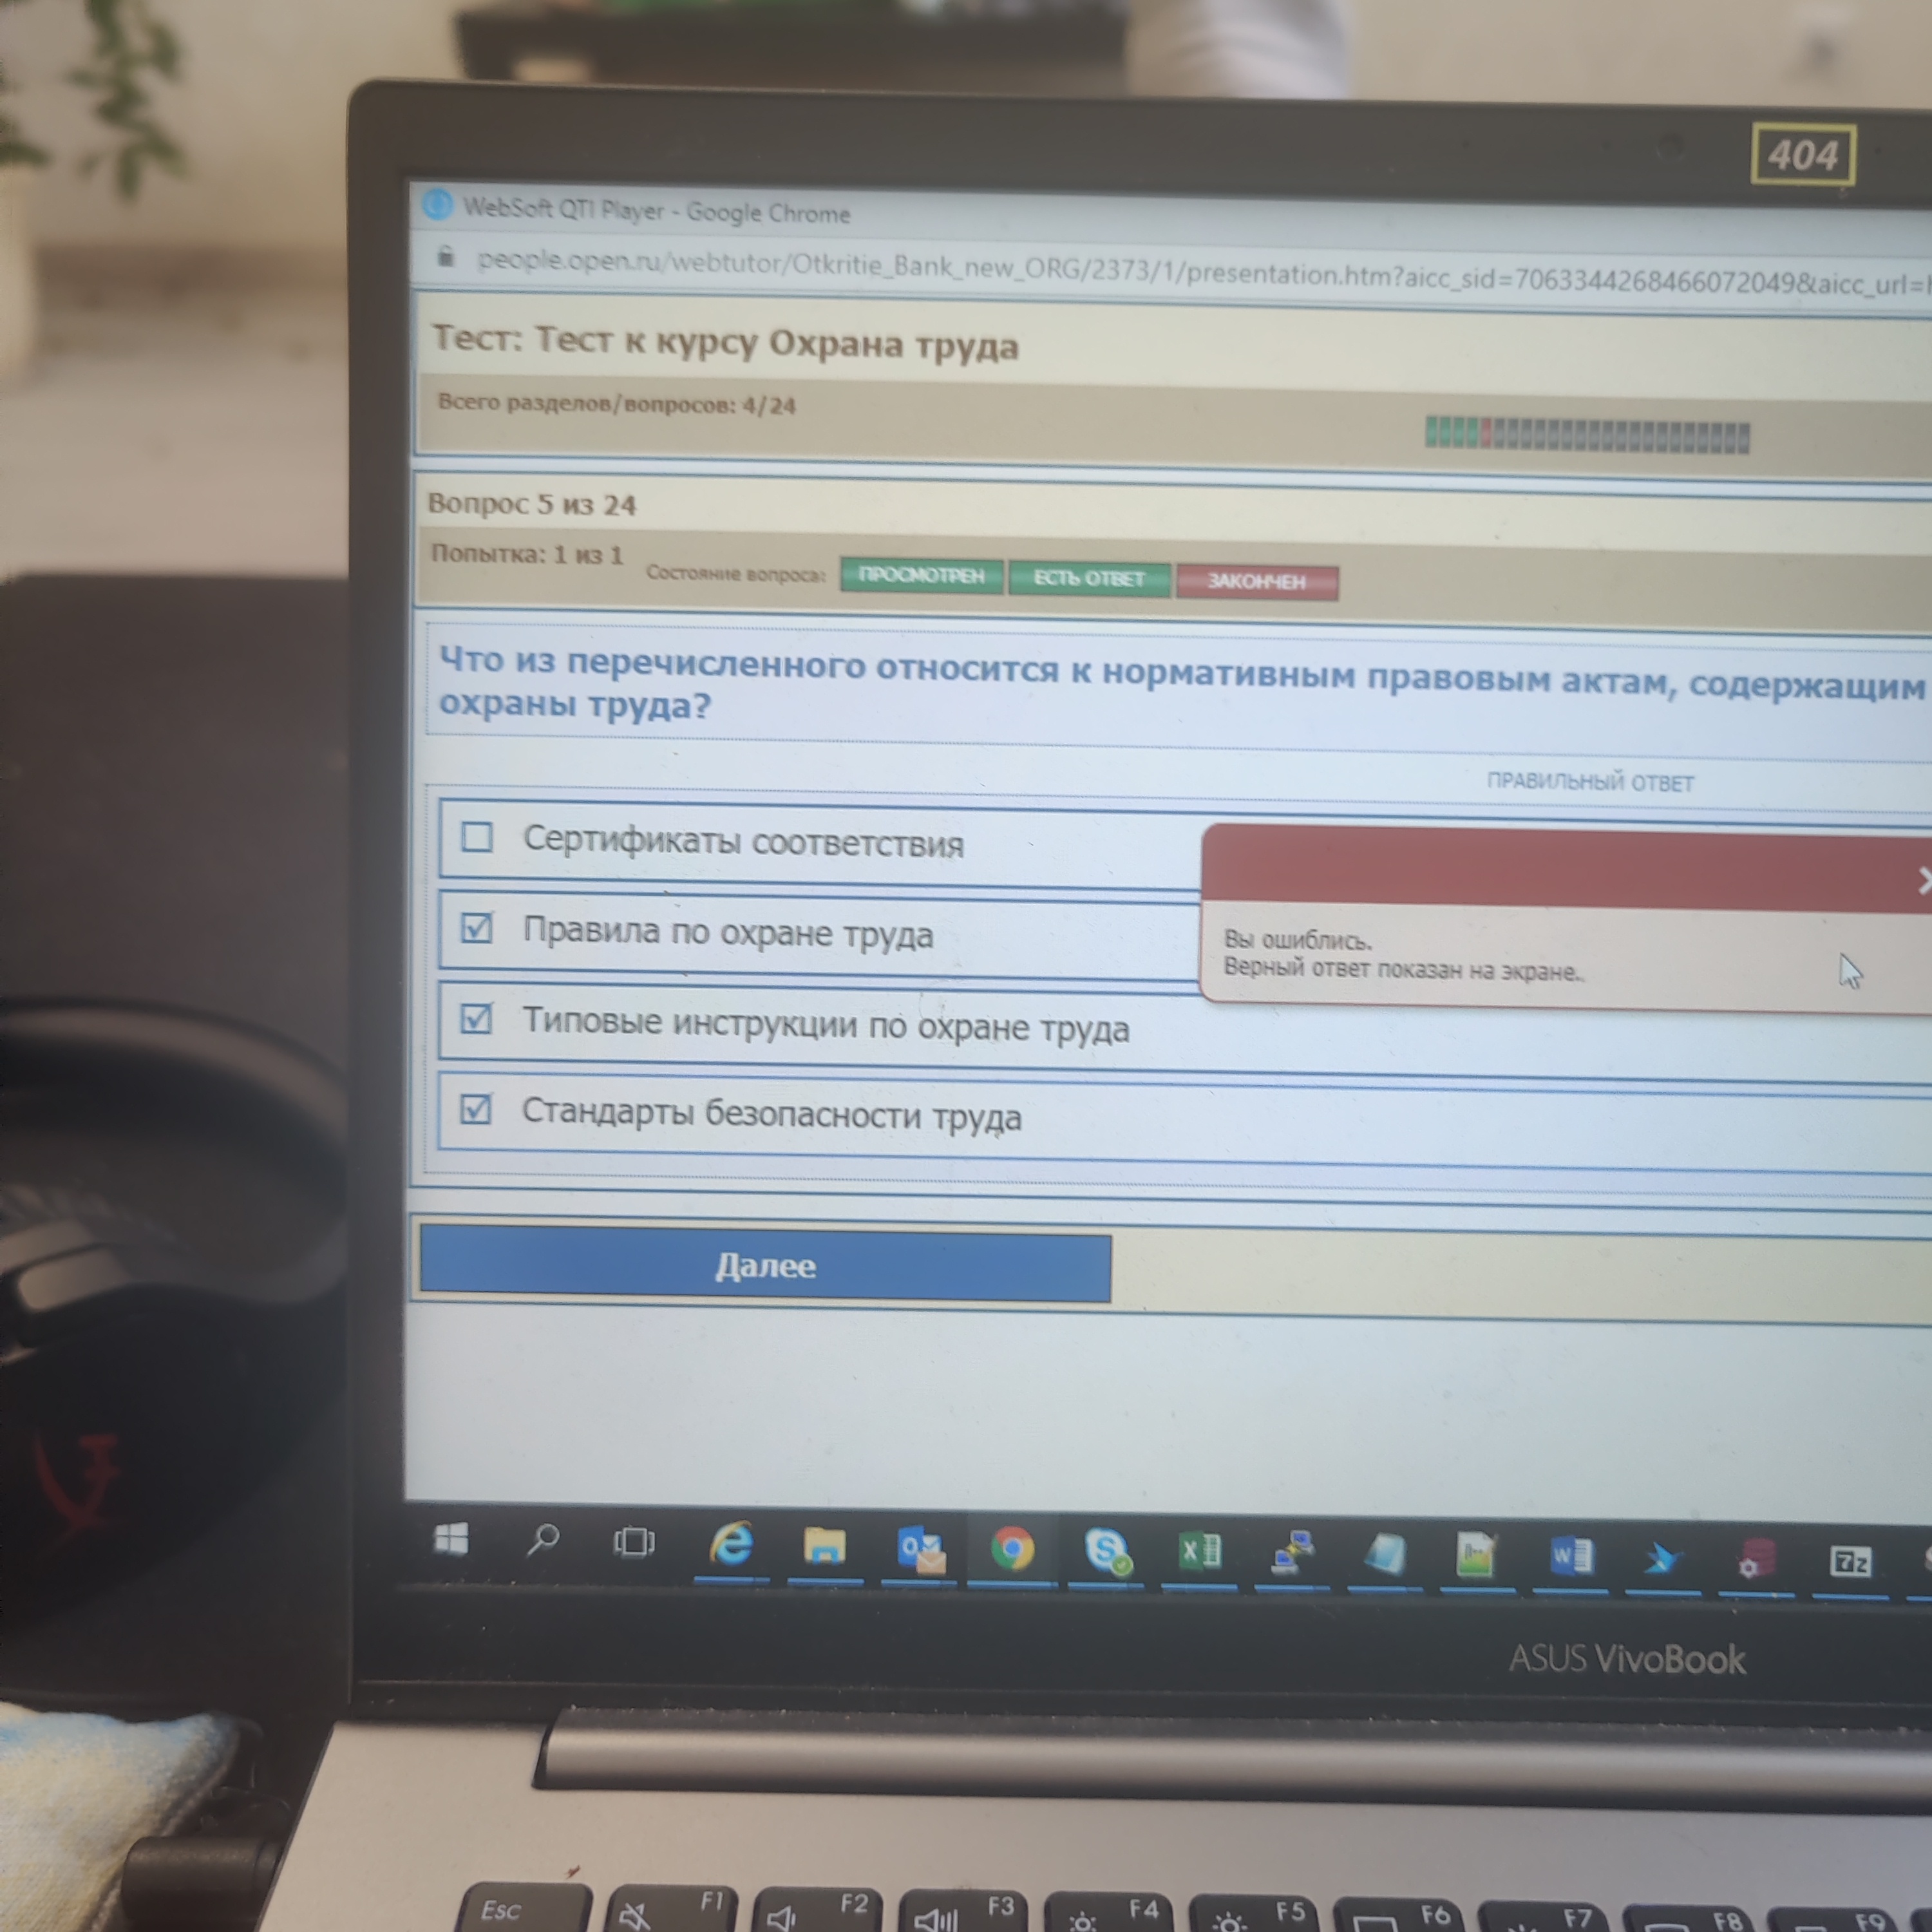 404
WebSoft QTI Player - Google Chrome
people.open.ru/webtutor/Otkritie_Bank_new_ORG/2373/1/presentation.htm?aicc_sid=7063344268466072049&aicc_url=
Тест: Тест к курсу Охрана труда
Всего разделов/вопросов: 4/24
Вопрос 5 из 24
Попытка: 1 из 1
Состояние вопроса: ПРОСМОТРЕН ЕСТЬ ОТВЕТ ЗАКОНЧЕН
Что из перечисленного относится к нормативным правовым актам, содержащим
охраны труда?
ПРАВИЛЬНЫЙ ОТВЕТ
Сертификаты соответствия
Правила по охране труда
Вы ошиблись.
Верный ответ показан на экране..
Типовые инструкции по охране труда
Стандарты безопасности труда
Далее
7z
ASUS VivoBook
Esc F1 F2 F3 F4 F5 F6 F7 F8 F9